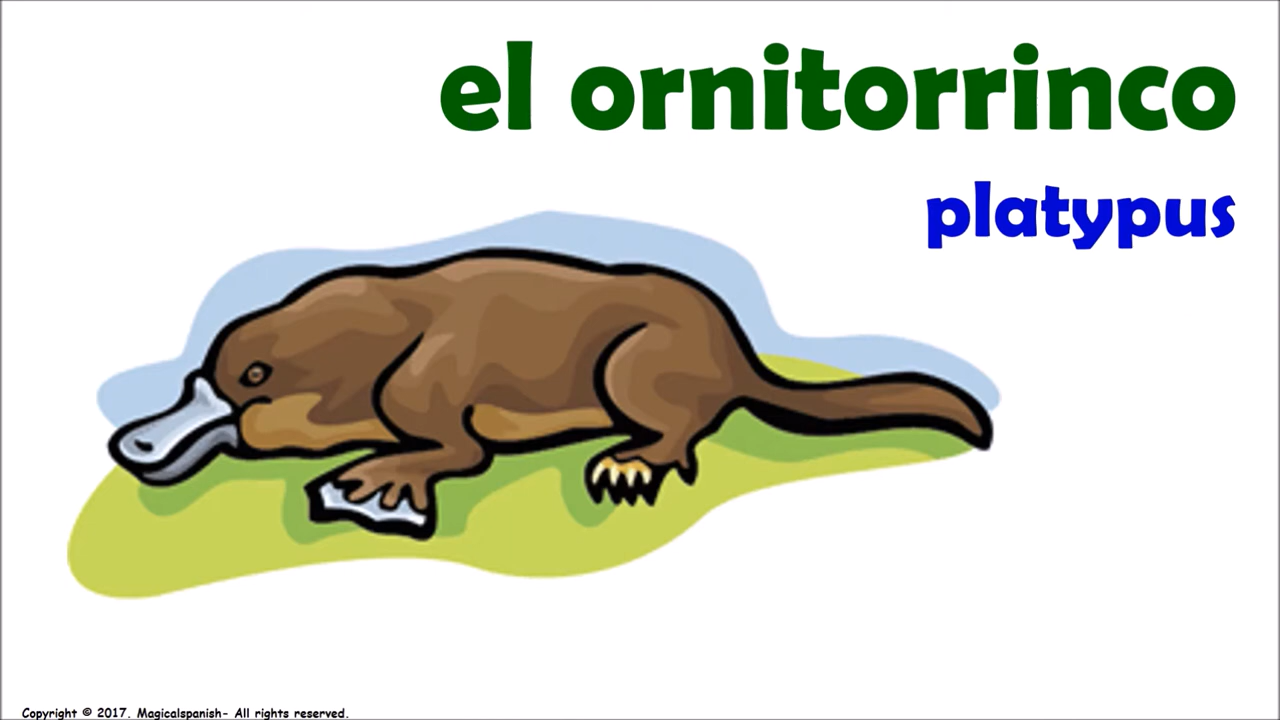 el ornitorrinco
platypus
Copyright © 2017. Magicalspanish- All rights reserved.